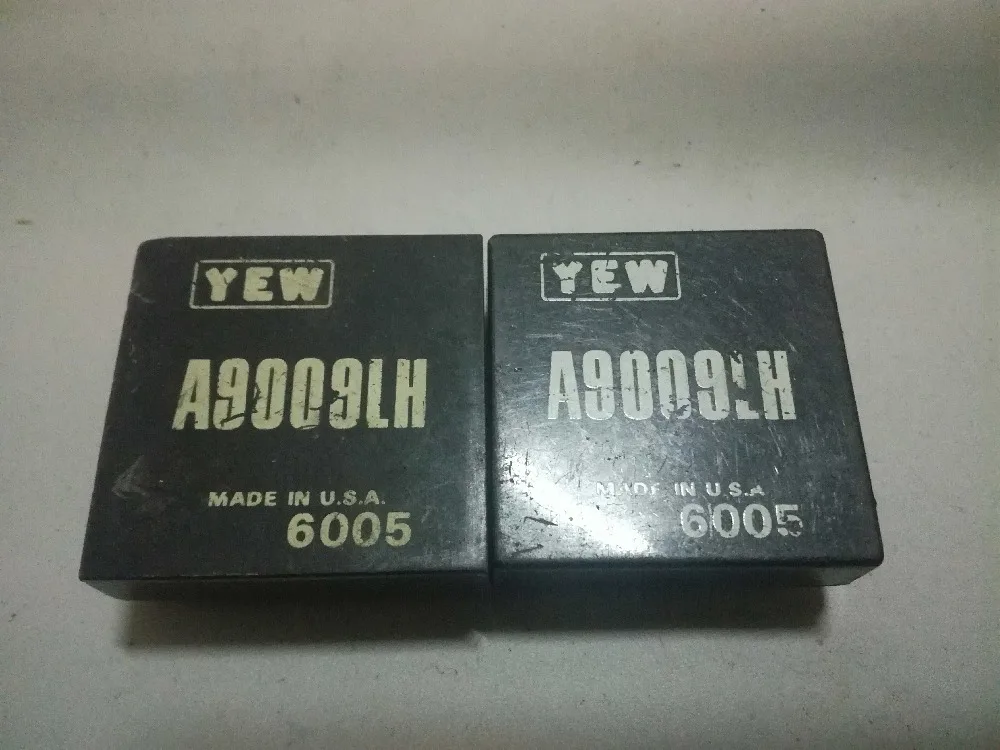 YEW
A9009LH
MADE IN U.S.A.
6005
YEW
A9009LH
MADE IN U.S.A
6005